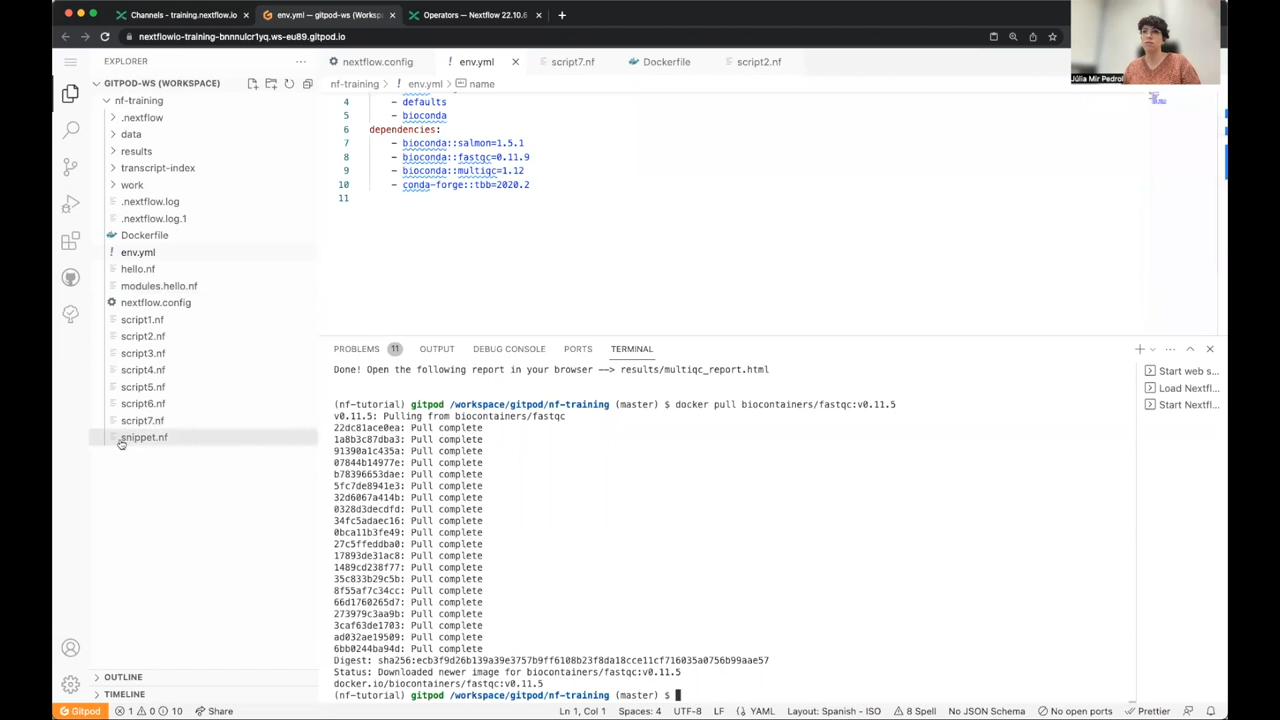 Channels - training.nextflow.io
env.yml — gitpod-ws (Worksp
Operators — Nextflow 22.10.6
nextflowio-training-bnnnulcr1yq.ws-eu89.gitpod.io
Júlia Mir Pedrol
EXPLORER
nextflow.config
env.yml
script7.nf
Dockerfile
script2.nf
GITPOD-WS (WORKSPACE)
nf-training > env.yml > name
nf-training
.nextflow
data
results
transcript-index
work
.nextflow.log
.nextflow.log.1
Dockerfile
env.yml
hello.nf
modules.hello.nf
nextflow.config
script1.nf
script2.nf
script3.nf
script4.nf
script5.nf
script6.nf
script7.nf
snippet.nf
OUTLINE
TIMELINE
4 - defaults
5 - bioconda
6 dependencies:
7 - bioconda::salmon=1.5.1
8 - bioconda::fastqc=0.11.9
9 - bioconda::multiqc=1.12
10 - conda-forge::tbb=2020.2
11
PROBLEMS 11 OUTPUT DEBUG CONSOLE PORTS TERMINAL
Start web s...
Load Nextfl...
Start Nextfl...
Done! Open the following report in your browser --> results/multiqc_report.html
(nf-tutorial) gitpod /workspace/gitpod/nf-training (master) $ docker pull biocontainers/fastqc:v0.11.5
v0.11.5: Pulling from biocontainers/fastqc
22dc81ace0ea: Pull complete
1a8b3c87dba3: Pull complete
91390a1c435a: Pull complete
07844b14977e: Pull complete
b78396653dae: Pull complete
5fc7de8941e3: Pull complete
32d6067a414b: Pull complete
0328d3decdfd: Pull complete
34fc5adaec16: Pull complete
0bca11b3fe49: Pull complete
27c5ffeddba0: Pull complete
17893de31ac8: Pull complete
1489cd238f77: Pull complete
35c833b29c5b: Pull complete
8f55af7c34cc: Pull complete
66d1760265d7: Pull complete
273979c3aa9b: Pull complete
3caf63de1703: Pull complete
ad032ae19509: Pull complete
6bb0244ba94d: Pull complete
Digest: sha256:ecb3f9d26b139a39e3757b9ff6108b23f8da18cce11cf716035a0756b99aae57
Status: Downloaded newer image for biocontainers/fastqc:v0.11.5
docker.io/biocontainers/fastqc:v0.11.5
(nf-tutorial) gitpod /workspace/gitpod/nf-training (master) $
Gitpod 1 0 10 Share Ln 1, Col 1 Spaces: 4 UTF-8 LF YAML Layout: Spanish - ISO 8 Spell No JSON Schema No open ports Prettier